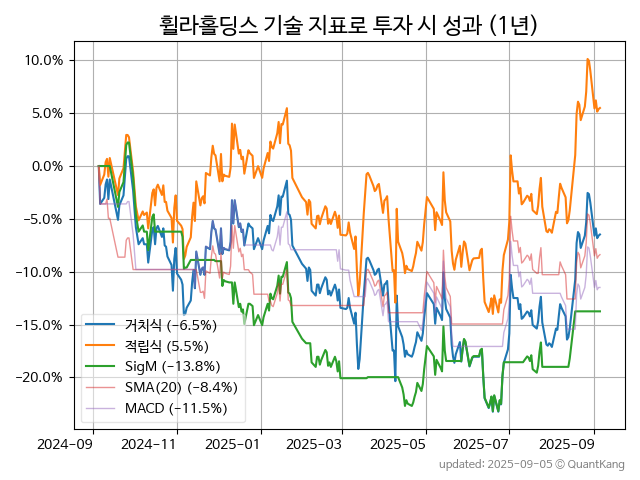 휠라홀딩스 기술 지표로 투자 시 성과 (1년)
10.0%
5.0%
0.0%
−5.0%
−10.0%
−15.0%
−20.0%
거치식 (−6.5%)
적립식 (5.5%)
SigM (−13.8%)
SMA(20) (−8.4%)
MACD (−11.5%)
2024-09 2024-11 2025-01 2025-03 2025-05 2025-07 2025-09
updated: 2025-09-05 © QuantKang